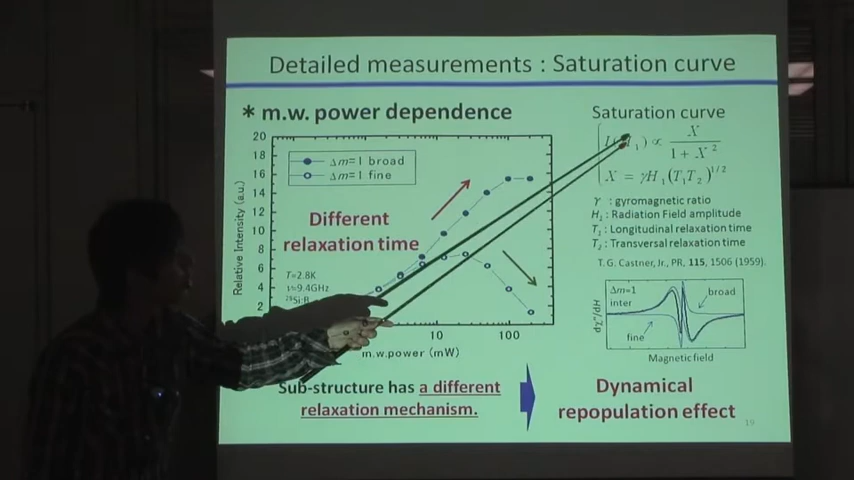 Detailed measurements : Saturation curve
* m.w. power dependence
20
18
16
14
12
10
8
6
4
2
Relative Intensity (a.u.)
Δm=1 broad
Δm=1 fine
Different
relaxation time
T=2.8K
=9.4GHz
10
100
m.w.power (mW)
Sub-structure has a different
relaxation mechanism.
Saturation curve
X
1 + X²
X = γH₁(T₁T₂)^1/2
γ : gyromagnetic ratio
H₁ : Radiation Field amplitude
T₁ : Longitudinal relaxation time
T₂ : Transversal relaxation time
T. G. Castner, Jr., PR, 115, 1506 (1959).
Δm=1
inter
broad
fine
Magnetic field
Dynamical
repopulation effect
19